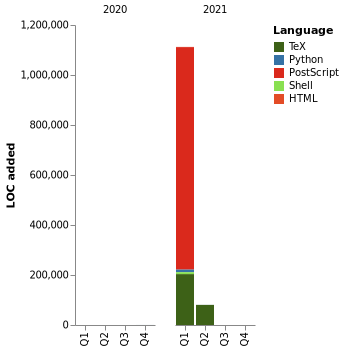 2020 2021
Language
TeX
Python
PostScript
Shell
HTML
LOC added
1,200,000
1,000,000
800,000
600,000
400,000
200,000
0
Q1 Q2 Q3 Q4 Q1 Q2 Q3 Q4